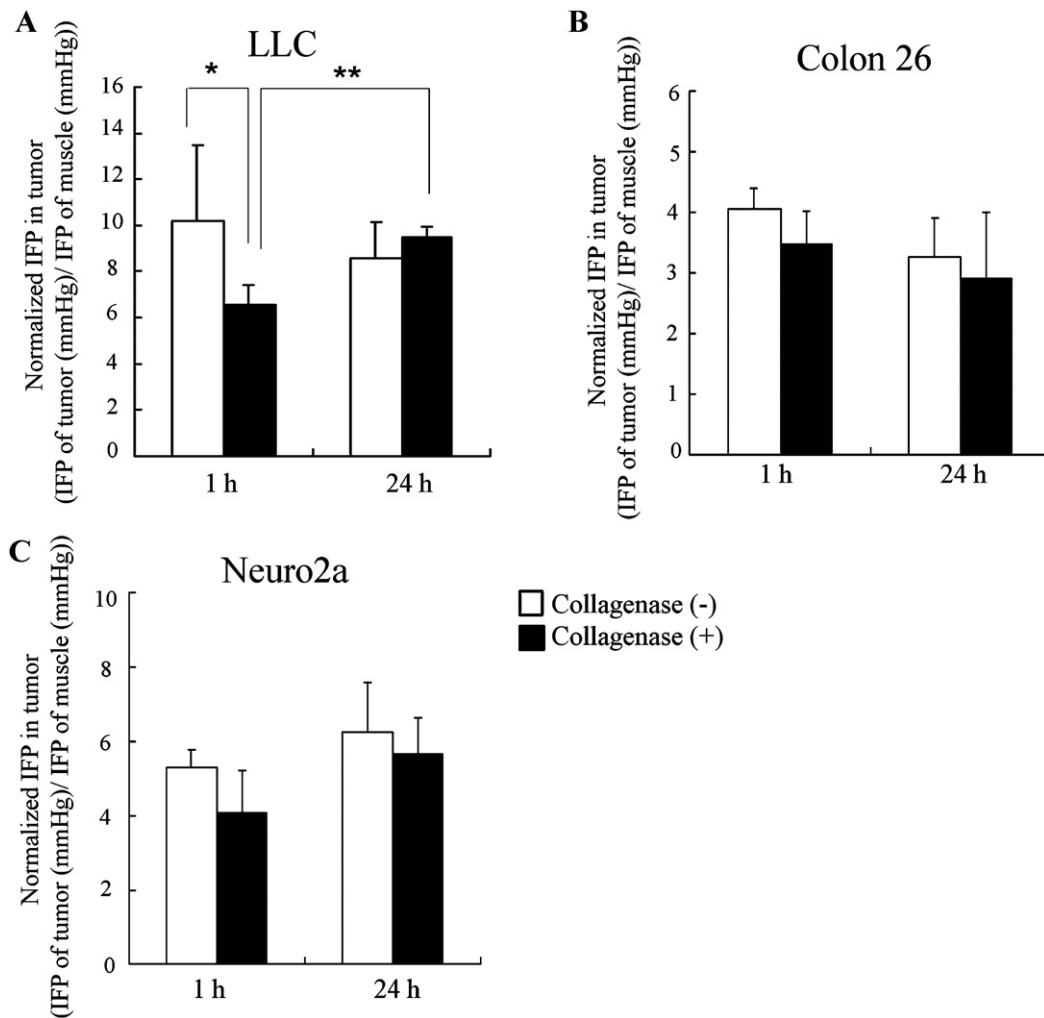 A
LLC
Normalized IFP in tumor
(IFP of tumor (mmHg)/ IFP of muscle (mmHg))
16
14
12
10
8
6
4
2
0
*
**
1 h
24 h
B
Colon 26
Normalized IFP in tumor
(IFP of tumor (mmHg)/ IFP of muscle (mmHg))
6
5
4
3
2
1
0
1 h
24 h
C
Neuro2a
Normalized IFP in tumor
(IFP of tumor (mmHg)/ IFP of muscle (mmHg))
10
8
6
4
2
0
1 h
24 h
Collagenase (-)
Collagenase (+)